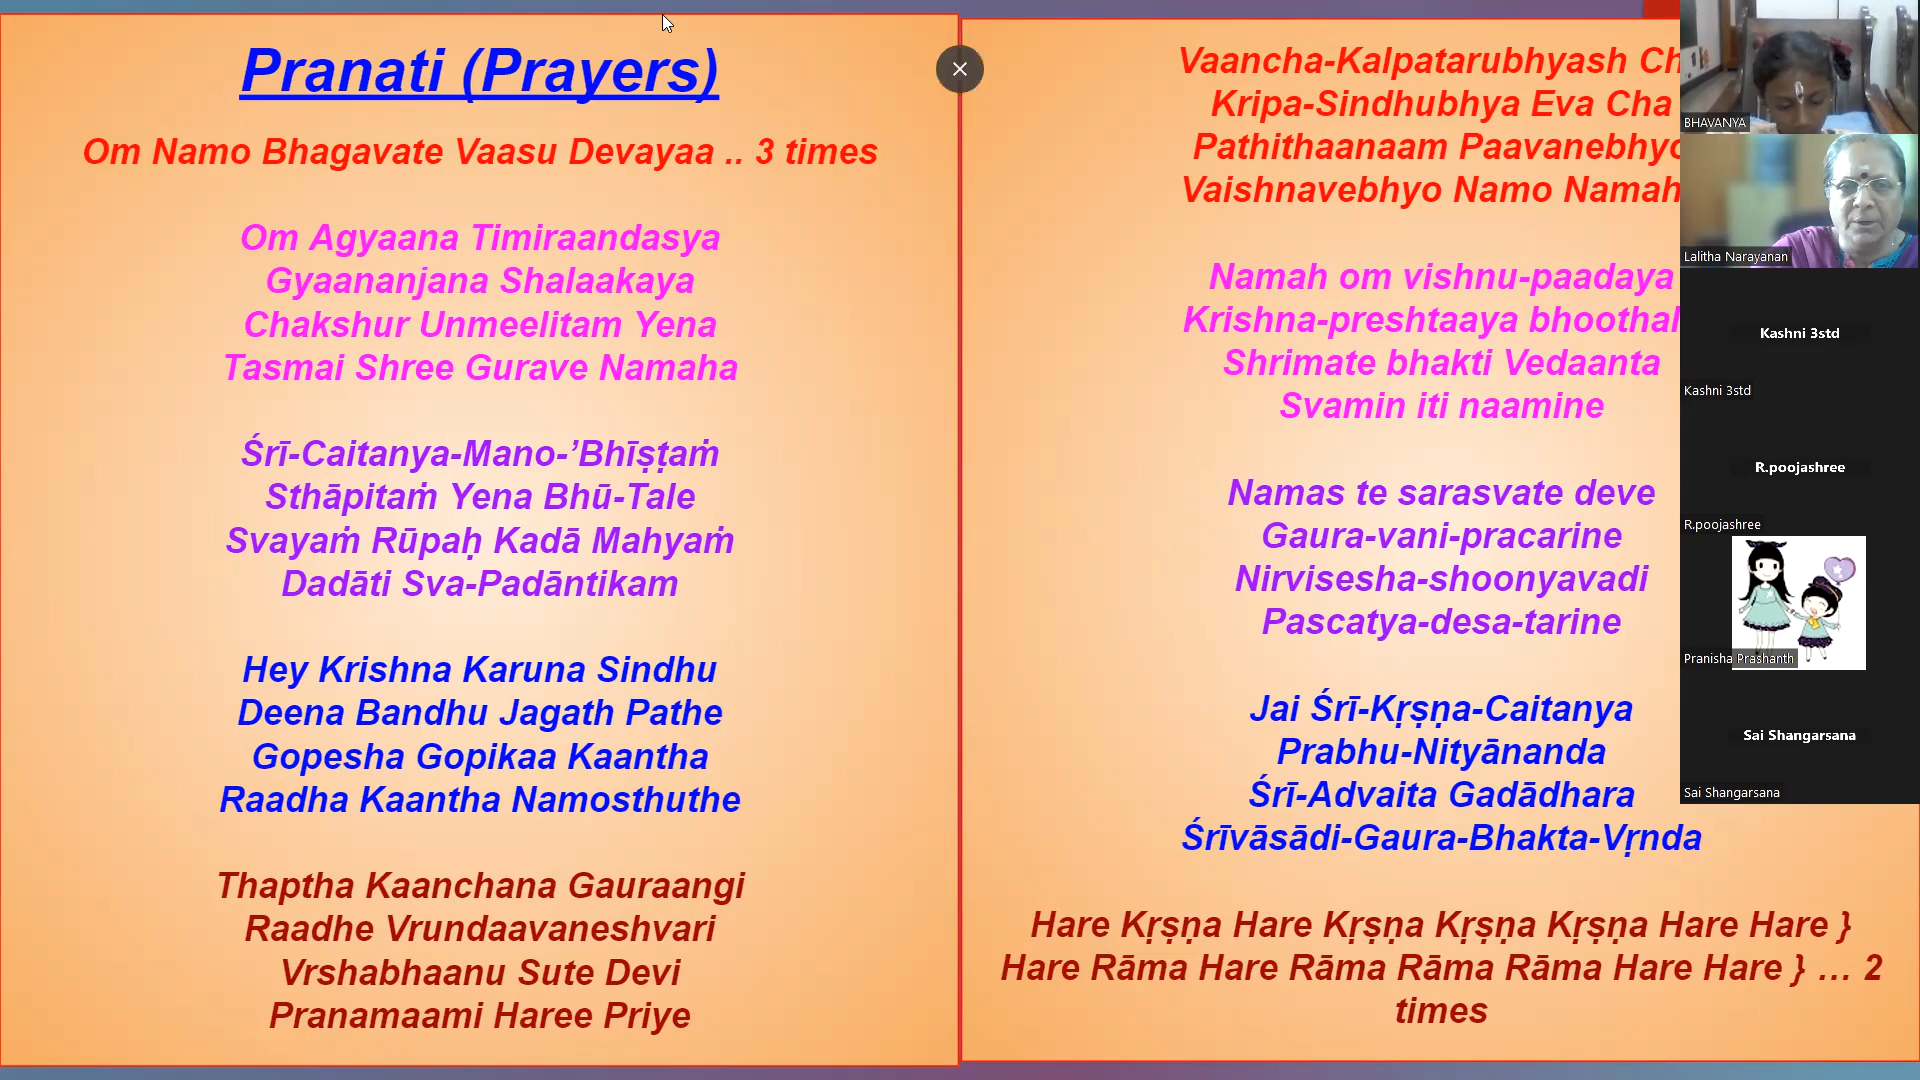 Pranati (Prayers)
Om Namo Bhagavate Vaasu Devayaa .. 3 times
Om Agyaana Timiraandasya
Gyaananjana Shalaakaya
Chakshur Unmeelitam Yena
Tasmai Shree Gurave Namaha
Śrī-Caitanya-Mano-’Bhīṣṭaṁ
Sthāpitaṁ Yena Bhū-Tale
Svayaṁ Rūpaḥ Kadā Mahyaṁ
Dadāti Sva-Padāntikam
Hey Krishna Karuna Sindhu
Deena Bandhu Jagath Pathe
Gopesha Gopikaa Kaantha
Raadha Kaantha Namosthuthe
Thaptha Kaanchana Gauraangi
Raadhe Vrundaavaneshvari
Vrshabhaanu Sute Devi
Pranamaami Haree Priye
Vaancha-Kalpatarubhyash
Kripa-Sindhubhya Eva Cha
Pathithaanaam Paavanebhyo
Vaishnavebhyo Namo Namah
Namah om vishnu-paadaya
Krishna-preshtaaya
Shrimate bhakti Vedaanta
Svamin iti naamine
Namas te sarasvate deve
Gaura-vani-pracarine
Nirvisesha-shoonyavadi
Pascatya-desa-tarine
Jai Śrī-Kṛṣṇa-Caitanya
Prabhu-Nityānanda
Śrī-Advaita Gadādhara
Śrīvāsādi-Gaura-Bhakta-Vṛnda
Hare Kṛṣṇa Hare Kṛṣṇa Kṛṣṇa Kṛṣṇa Hare Hare }
Hare Rāma Hare Rāma Rāma Rāma Hare Hare } … 2
times
BHAVANYA
Lalitha Narayanan
Kashni 3std
Kashni 3std
R.poojashree
R.poojashree
Pranisha Prashanth
Sai Shangarsana
Sai Shangarsana